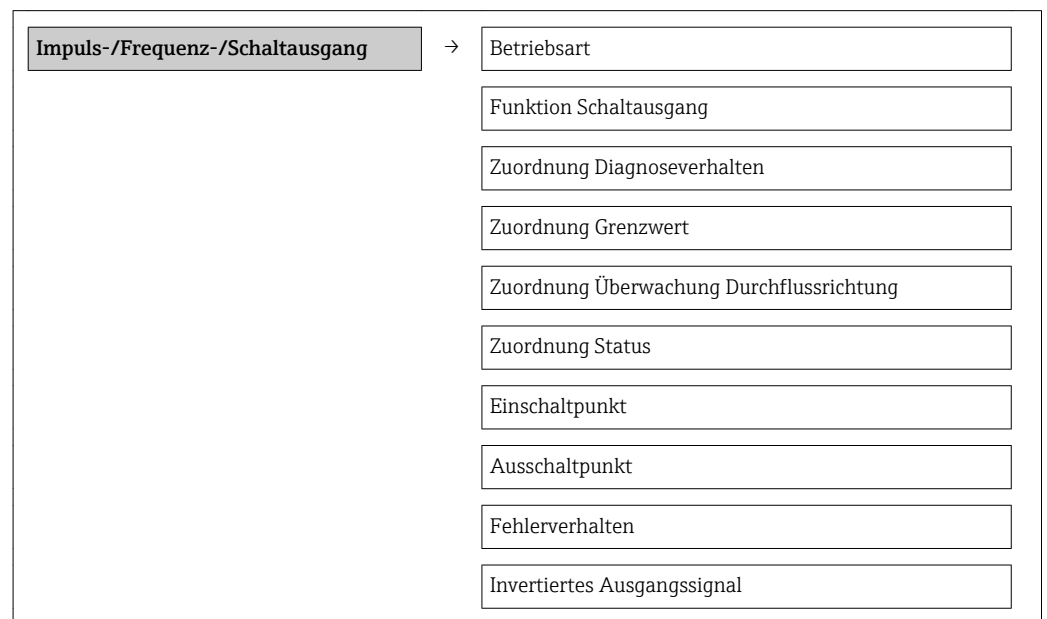 Impuls-/Frequenz-/Schaltausgang → Betriebsart
Funktion Schaltausgang
Zuordnung Diagnoseverhalten
Zuordnung Grenzwert
Zuordnung Überwachung Durchflussrichtung
Zuordnung Status
Einschaltpunkt
Ausschaltpunkt
Fehlerverhalten
Invertiertes Ausgangssignal